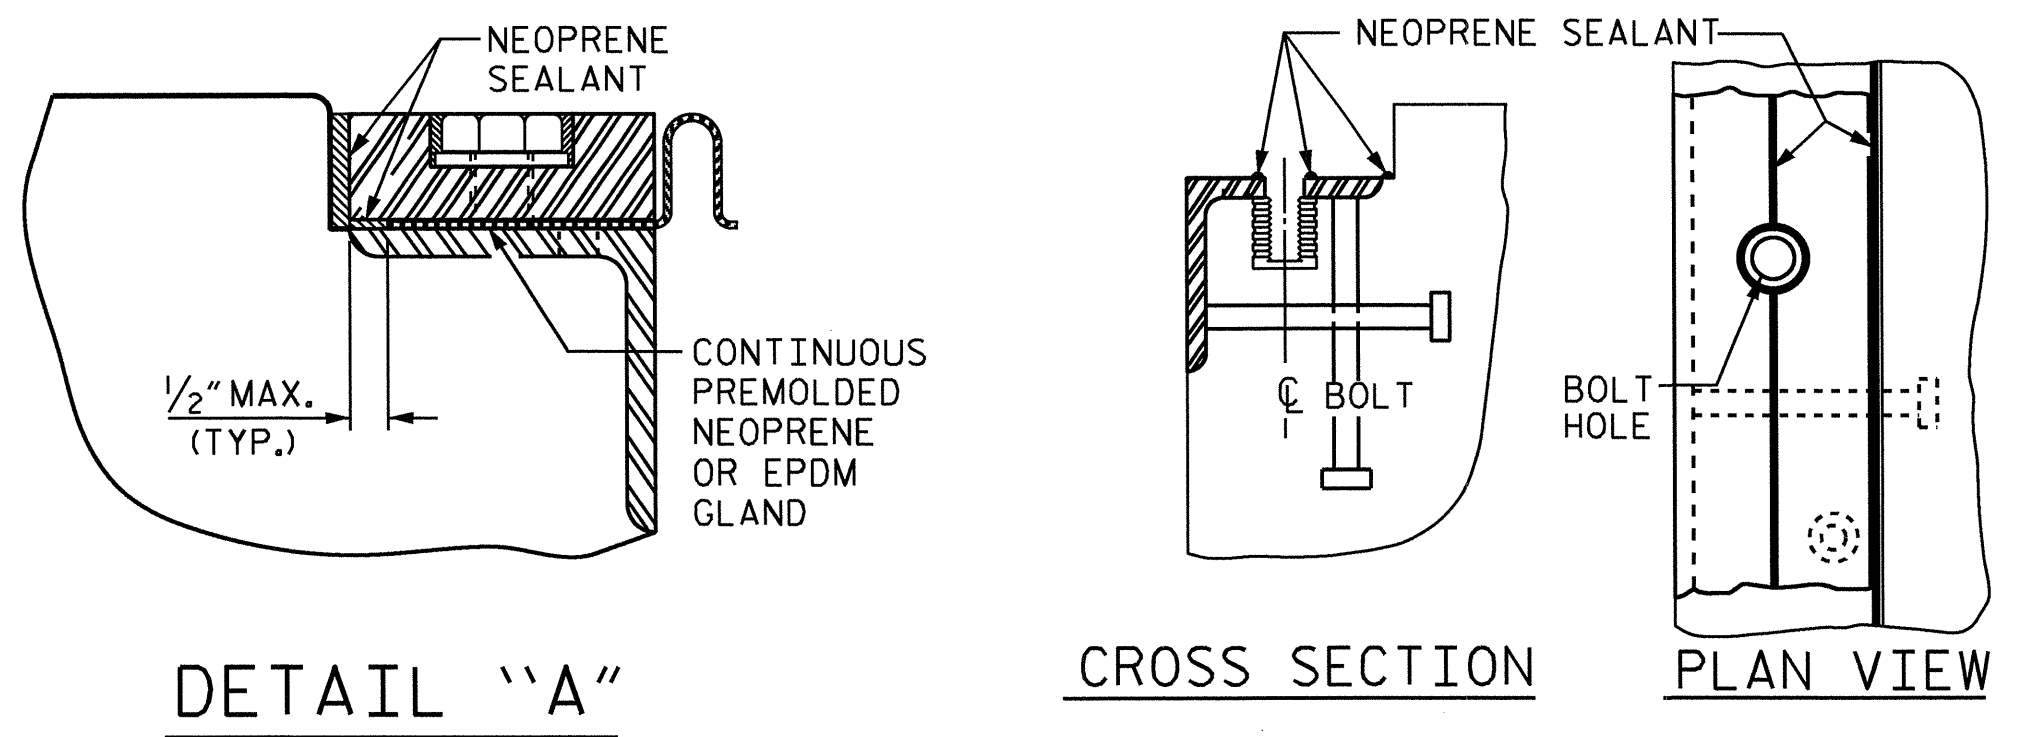 NEOPRENE
SEALANT
½" MAX.
(TYP.)
CONTINUOUS
PREMOLDED
NEOPRENE
OR EPDM
GLAND
DETAIL "A"
NEOPRENE SEALANT
℄ BOLT
CROSS SECTION
BOLT
HOLE
PLAN VIEW